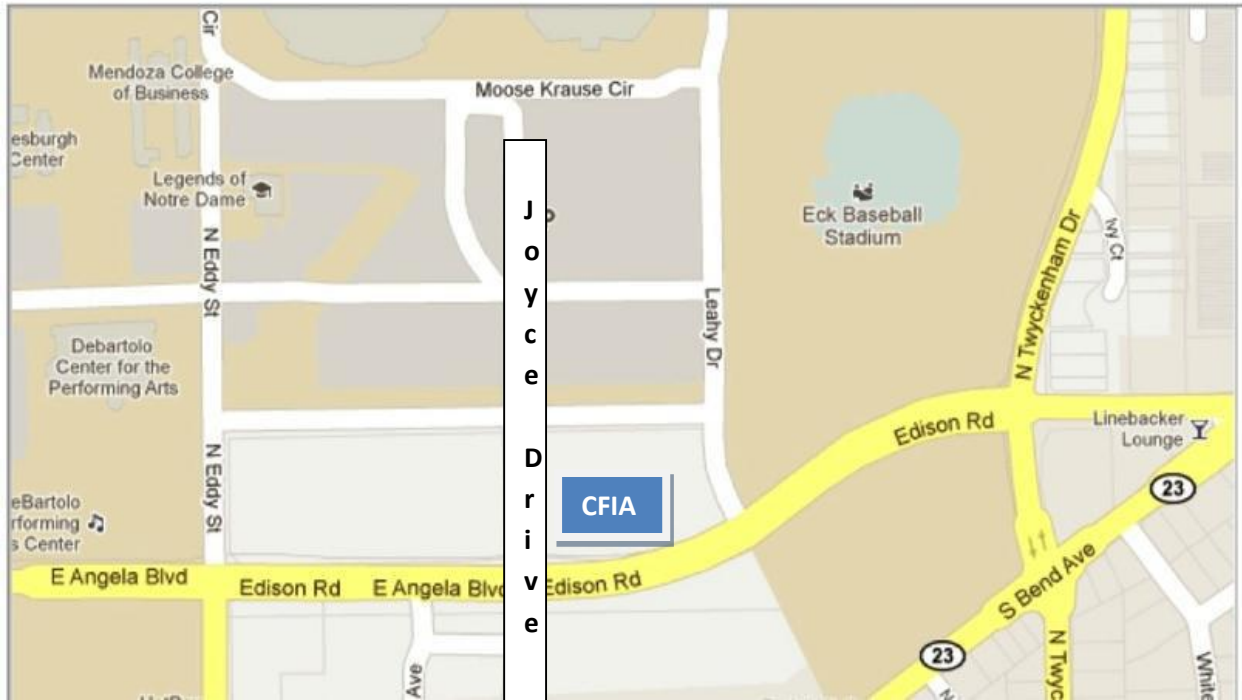 Cir
Mendoza College
of Business
Moose Krause Cir
esburgh
Center
Legends of
Notre Dame
Eck Baseball
Stadium
N Twyckenham Dr
Ivy Ct
N Eddy St
Leahy Dr
Joyce Drive
Debartolo
Center for the
Performing Arts
Edison Rd
Linebacker
Lounge
23
N Eddy St
CFIA
eBartolo
rforming
s Center
E Angela Blvd
Edison Rd
E Angela Blvd
Edison Rd
S Bend Ave
23
Ave
N Twyc
White
N